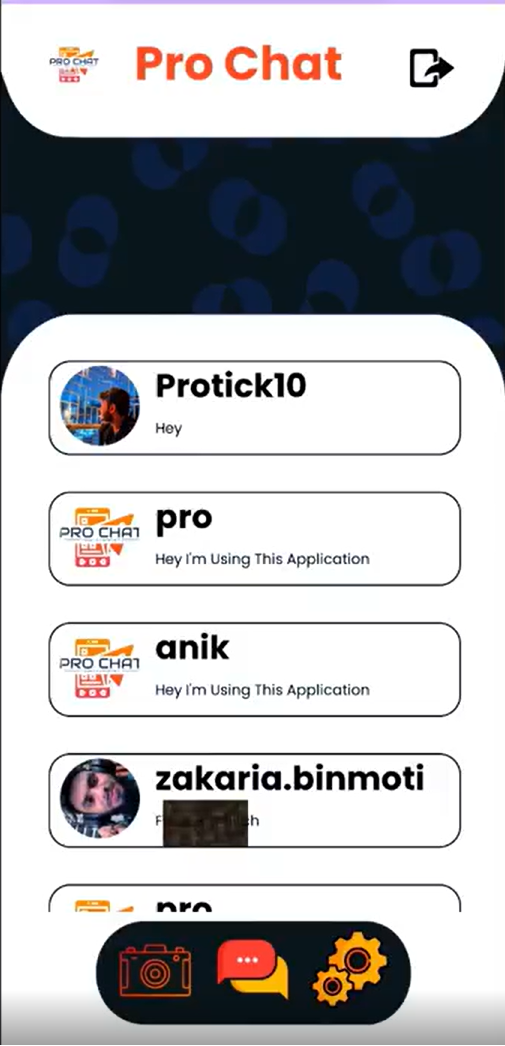 PRO CHAT
Pro Chat
Protick10
Hey
PRO CHAT
pro
Hey I'm Using This Application
PRO CHAT
anik
Hey I'm Using This Application
zakaria.binmoti
pro